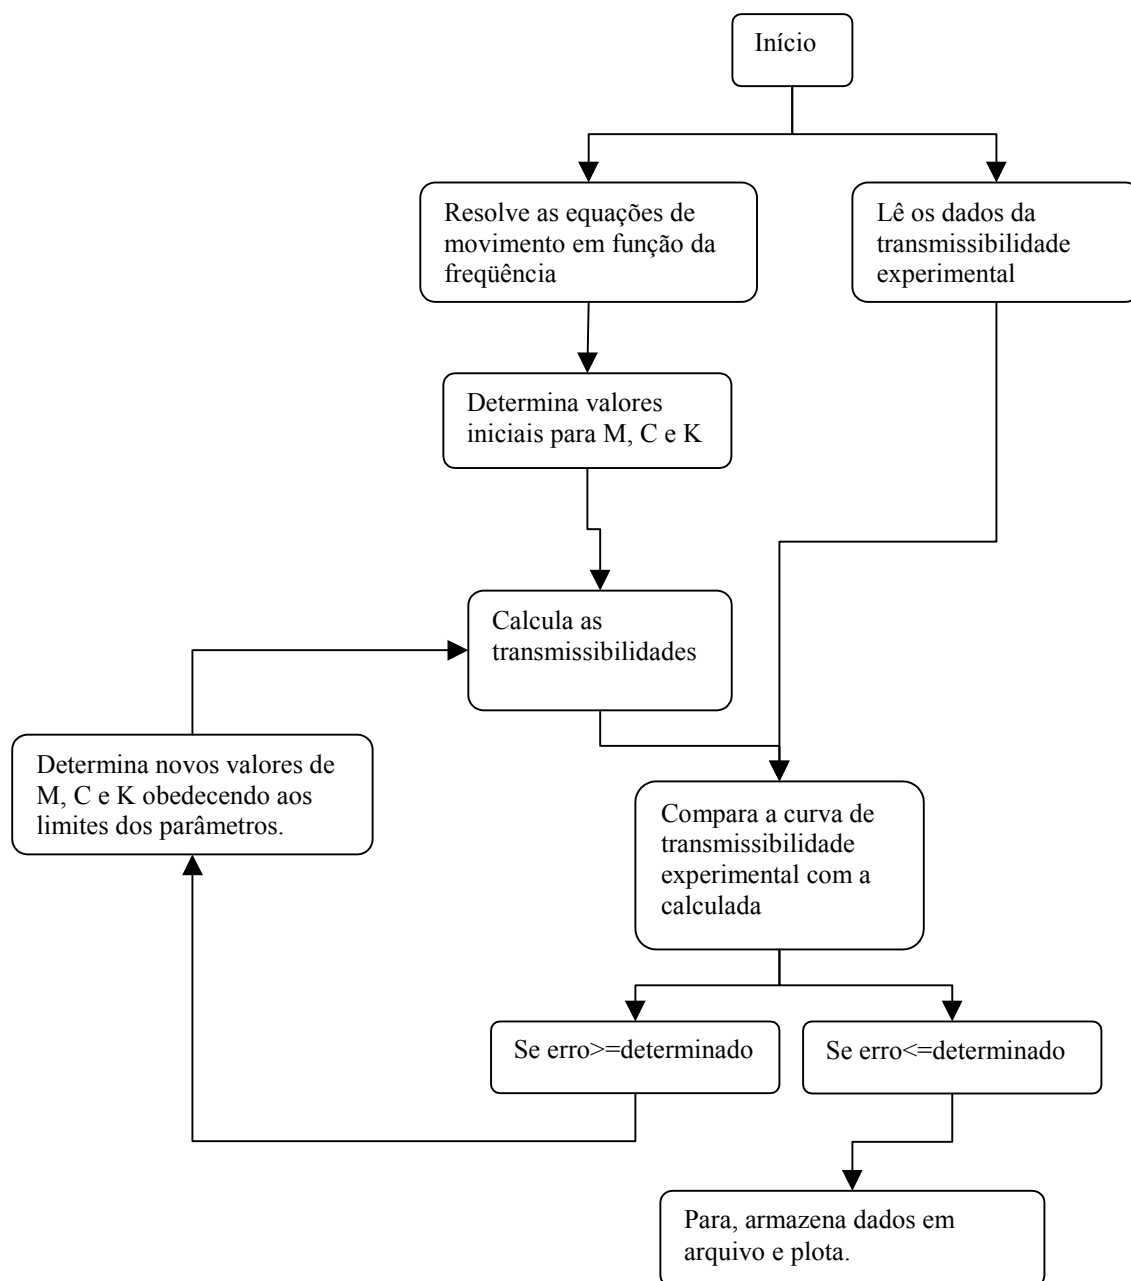 Início
Resolve as equações de
movimento em função da
freqüência
Lê os dados da
transmissibilidade
experimental
Determina valores
iniciais para M, C e K
Calcula as
transmissibilidades
Determina novos valores de
M, C e K obedecendo aos
limites dos parâmetros.
Compara a curva de
transmissibilidade
experimental com a
calculada
Se erro>=determinado
Se erro<=determinado
Para, armazena dados em
arquivo e plota.